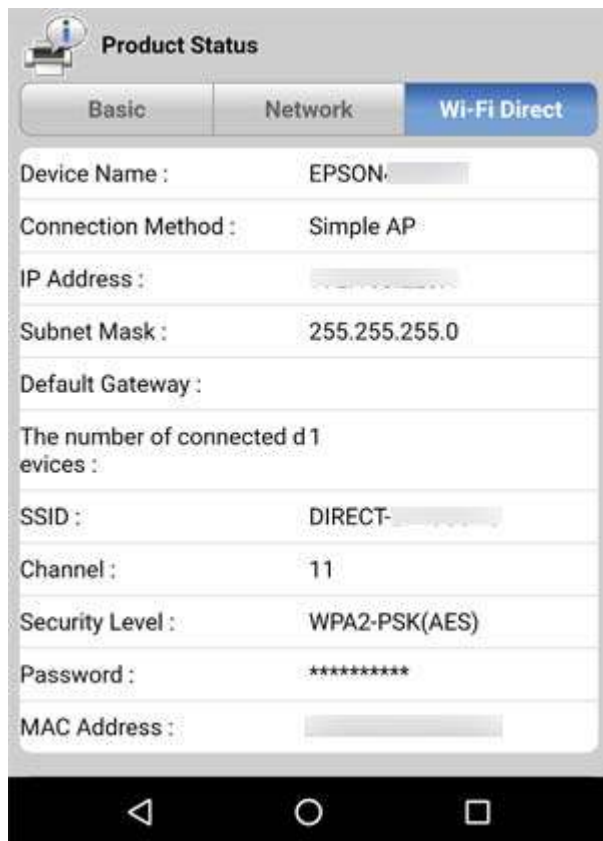 Product Status
Basic Network Wi-Fi Direct
Device Name : EPSON
Connection Method : Simple AP
IP Address :
Subnet Mask : 255.255.255.0
Default Gateway :
The number of connected d 1
evices :
SSID : DIRECT-
Channel : 11
Security Level : WPA2-PSK(AES)
Password : **********
MAC Address :